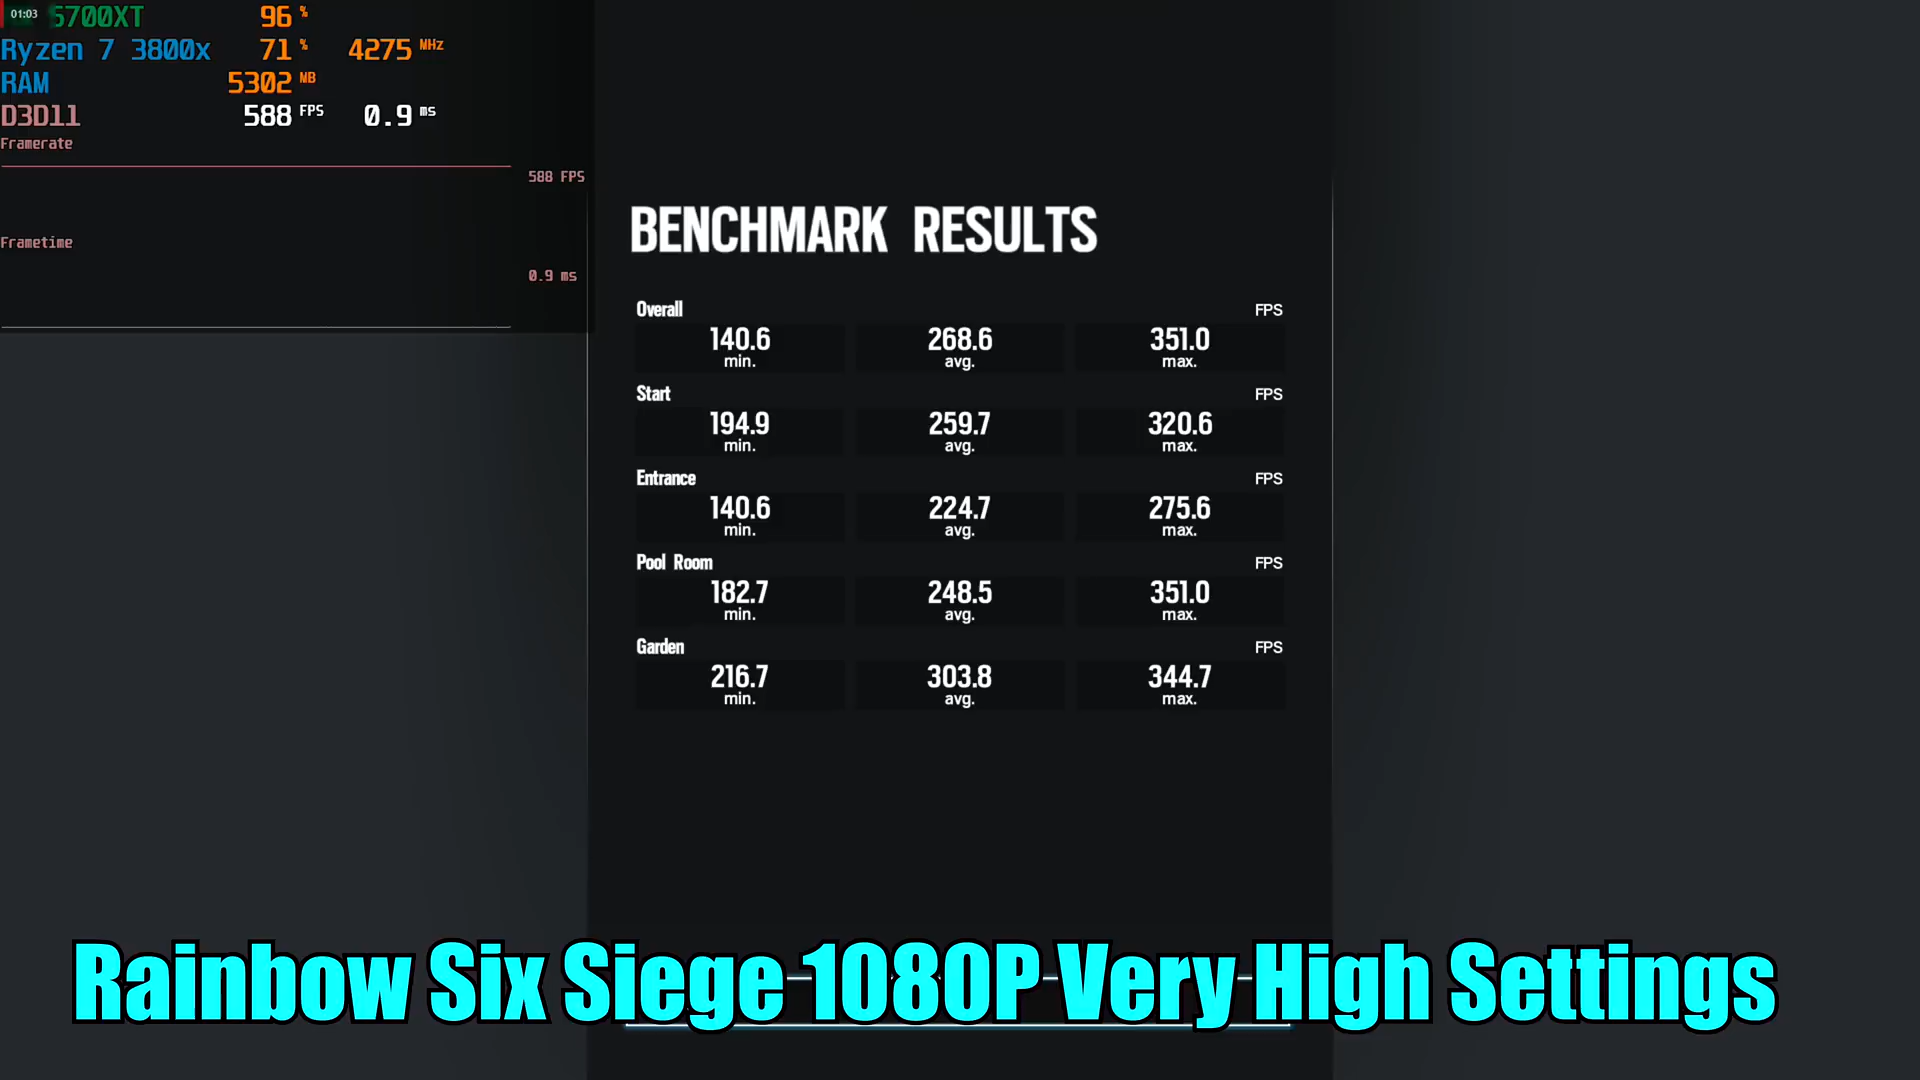 01:03 5700XT 96 %
Ryzen 7 3800x 71 % 4275 MHz
RAM 5302 MB
D3D11 588 FPS 0.9 ms
Framerate
588 FPS
Frametime
0.9 ms
BENCHMARK RESULTS
Overall FPS
140.6 268.6 351.0
min. avg. max.
Start FPS
194.9 259.7 320.6
min. avg. max.
Entrance FPS
140.6 224.7 275.6
min. avg. max.
Pool Room FPS
182.7 248.5 351.0
min. avg. max.
Garden FPS
216.7 303.8 344.7
min. avg. max.
Rainbow Six Siege 1080P Very High Settings